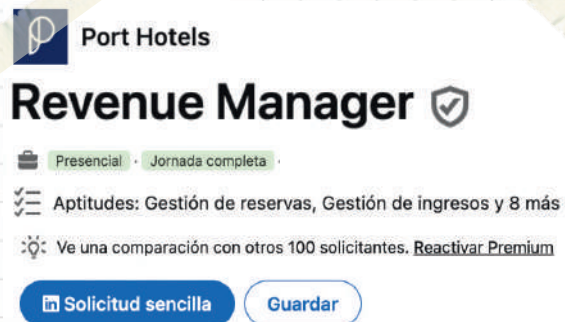 Port Hotels
Revenue Manager
Presencial · Jornada completa ·
Aptitudes: Gestión de reservas, Gestión de ingresos y 8 más
Ve una comparación con otros 100 solicitantes. Reactivar Premium
in Solicitud sencilla
Guardar